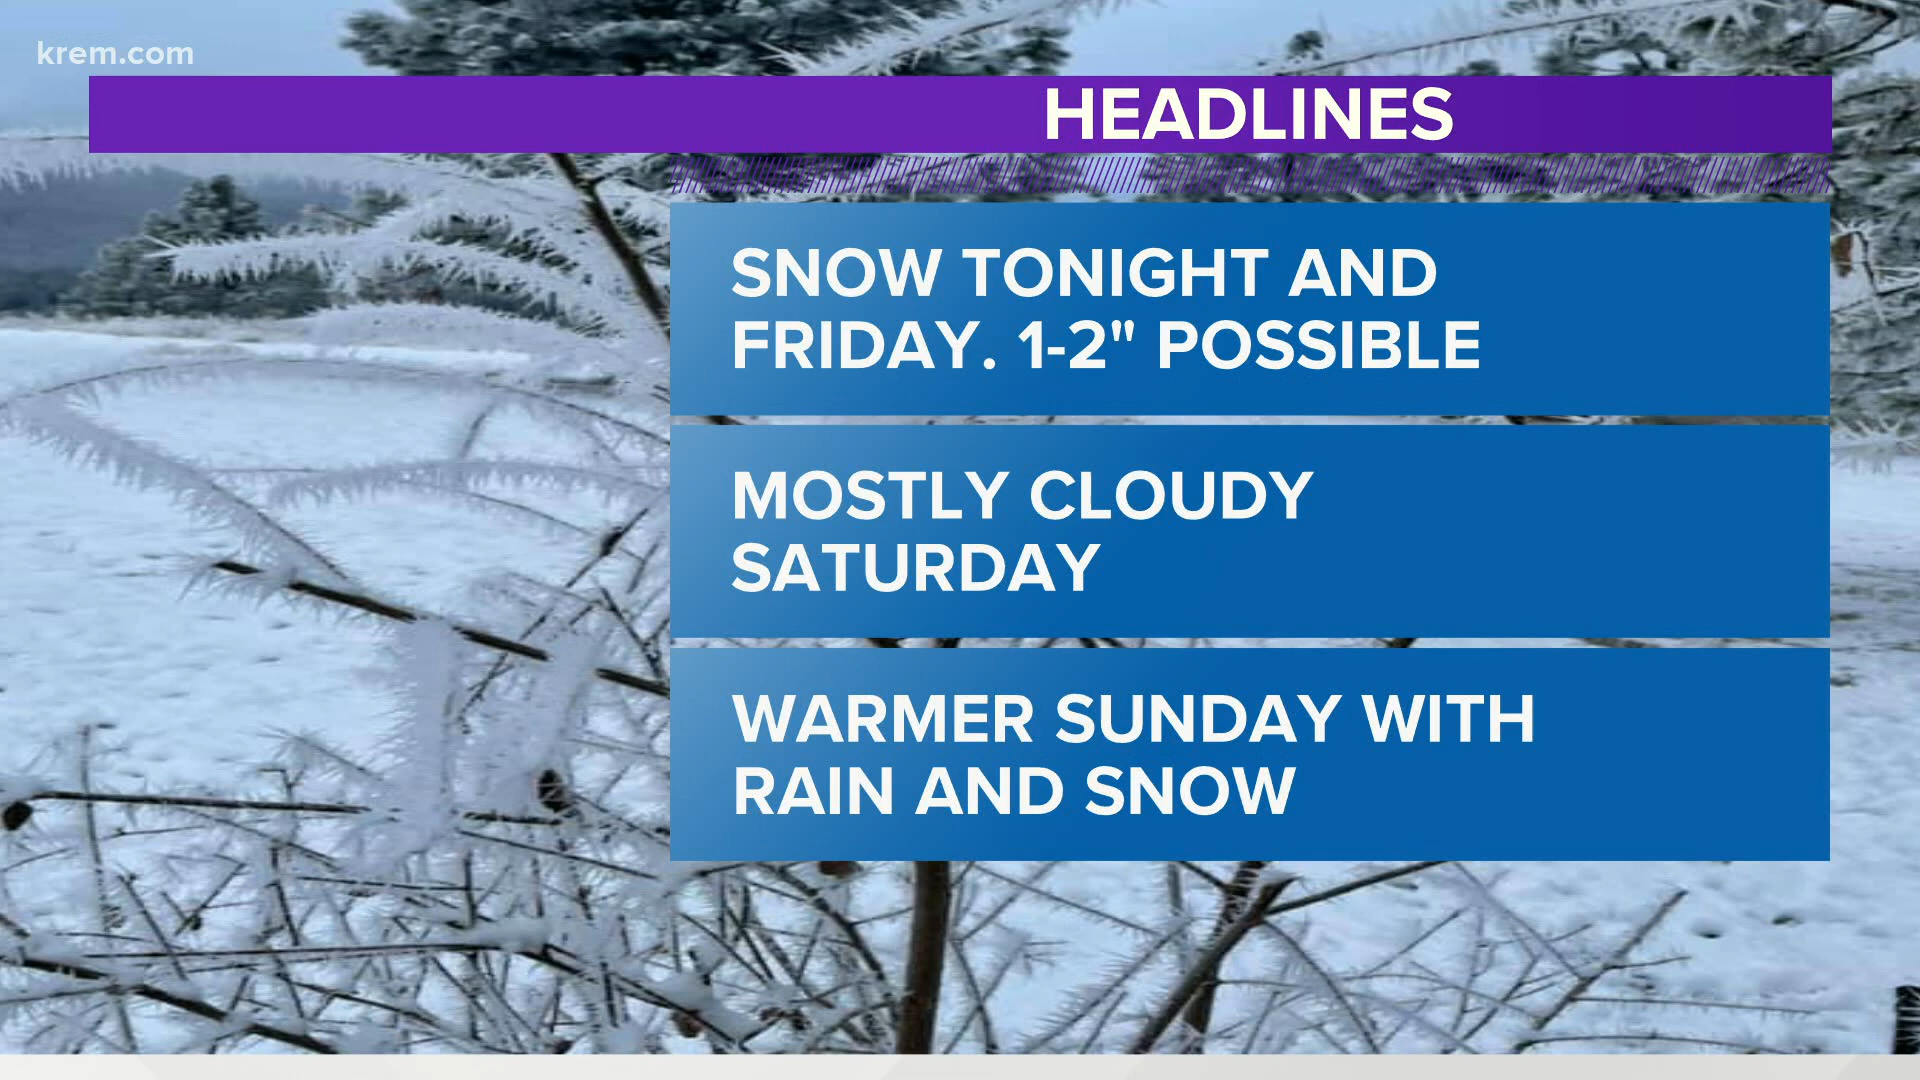 krem.com
HEADLINES
SNOW TONIGHT AND
FRIDAY. 1-2" POSSIBLE
MOSTLY CLOUDY
SATURDAY
WARMER SUNDAY WITH
RAIN AND SNOW